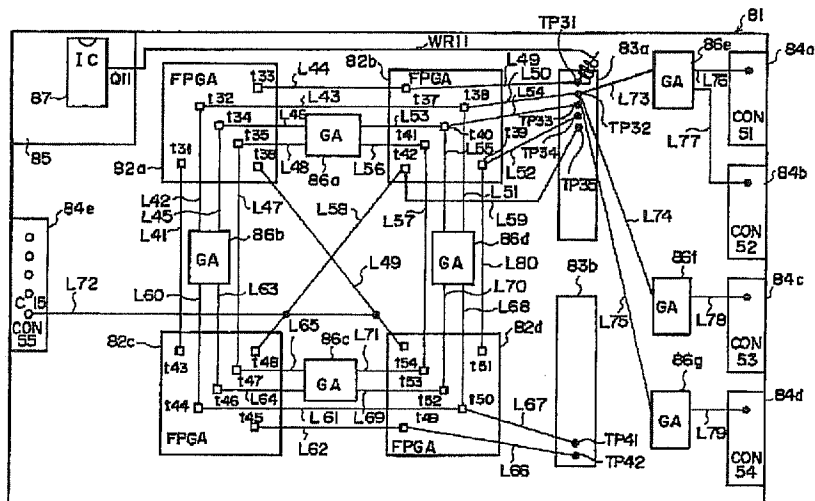 TP31
81
WR11
83a
86e
84a
IC
Q11
87
85
FPGA
t33
L44
82b
FPGA
L49
L50
L54
GA
L76
CON
51
t32
L43
t37
t38
L73
L77
t34
L46
L53
t40
TP33
TP32
t35
L48
GA
L56
t41
t39
TP34
t31
t36
t42
L55
L52
TP35
82a
86a
L42
L47
L58
L57
L51
L59
84b
CON
52
84e
L45
L41
86b
86d
L74
GA
GA
L80
86f
84c
L72
L60
L63
L49
L70
L68
83b
GA
L78
CON
53
C15
CON
55
82c
L65
86c
L71
82d
L75
t48
t54
t51
86g
t43
t47
GA
t53
84d
t46
L64
L69
t52
L67
GA
L79
t44
L61
t50
t45
t49
TP41
CON
54
FPGA
L62
FPGA
L66
TP42